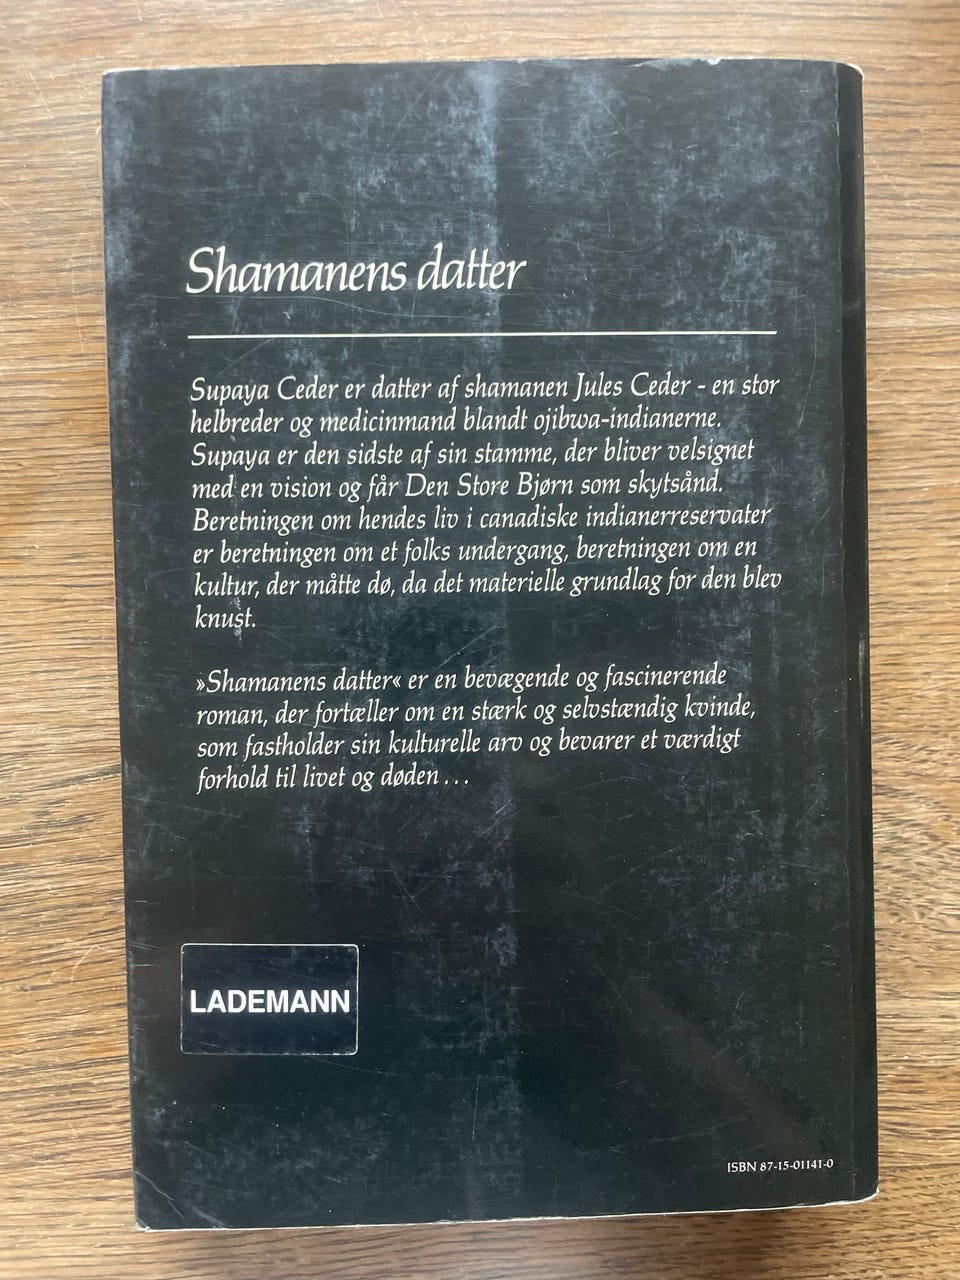 Shamanens datter
Supaya Ceder er datter af shamanen Jules Ceder - en stor
helbreder og medicinmand blandt ojibwa-indianerne.
Supaya er den sidste af sin stamme, der bliver velsignet
med en vision og får Den Store Bjørn som skytsånd.
Beretningen om hendes liv i canadiske indianerreservater
er beretningen om et folks undergang, beretningen om en
kultur, der måtte dø, da det materielle grundlag for den blev
knust.
»Shamanens datter« er en bevægende og fascinerende
roman, der fortæller om en stærk og selvstændig kvinde,
som fastholder sin kulturelle arv og bevarer et værdigt
forhold til livet og døden . . .
LADEMANN
ISBN 87-15-01141-0